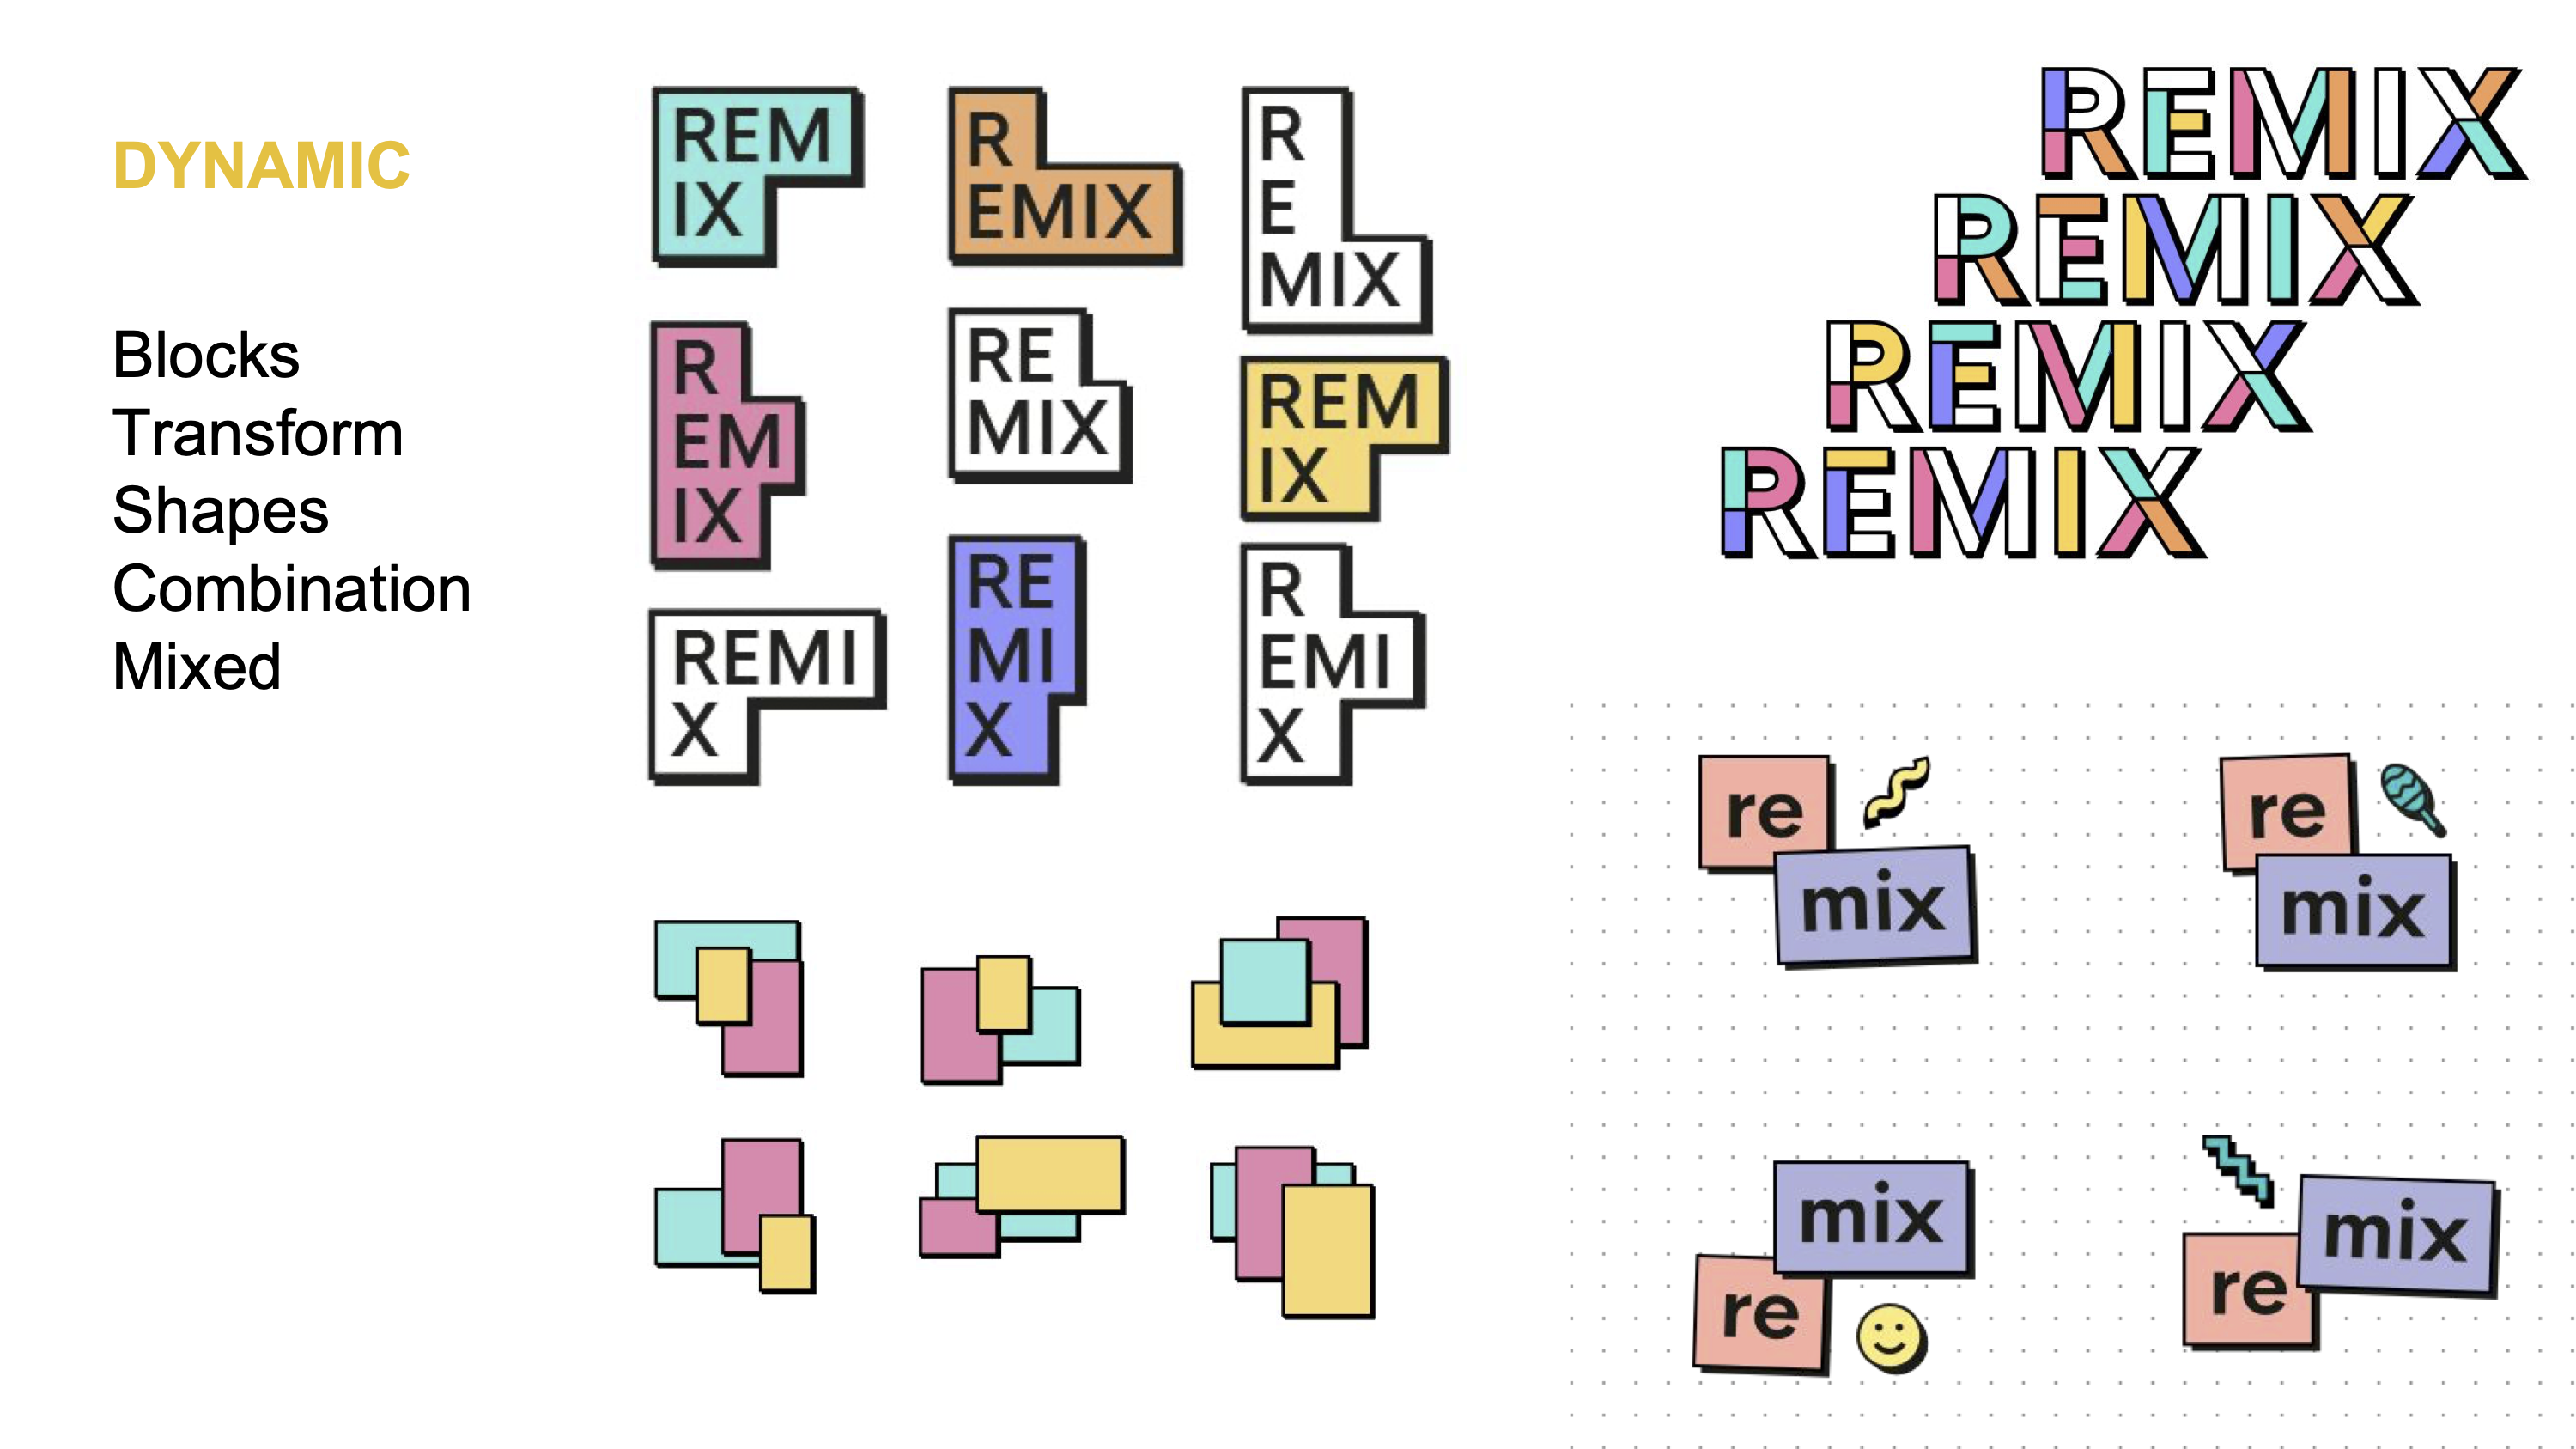 DYNAMIC
Blocks
Transform
Shapes
Combination
Mixed
REM
IX
R
EMIX
R
E
MIX
R
EM
IX
RE
MIX
REM
IX
REMI
X
RE
MI
X
R
EMI
X
REMIX
REMIX
REMIX
REMIX
re
mix
re
mix
mix
re
mix
re